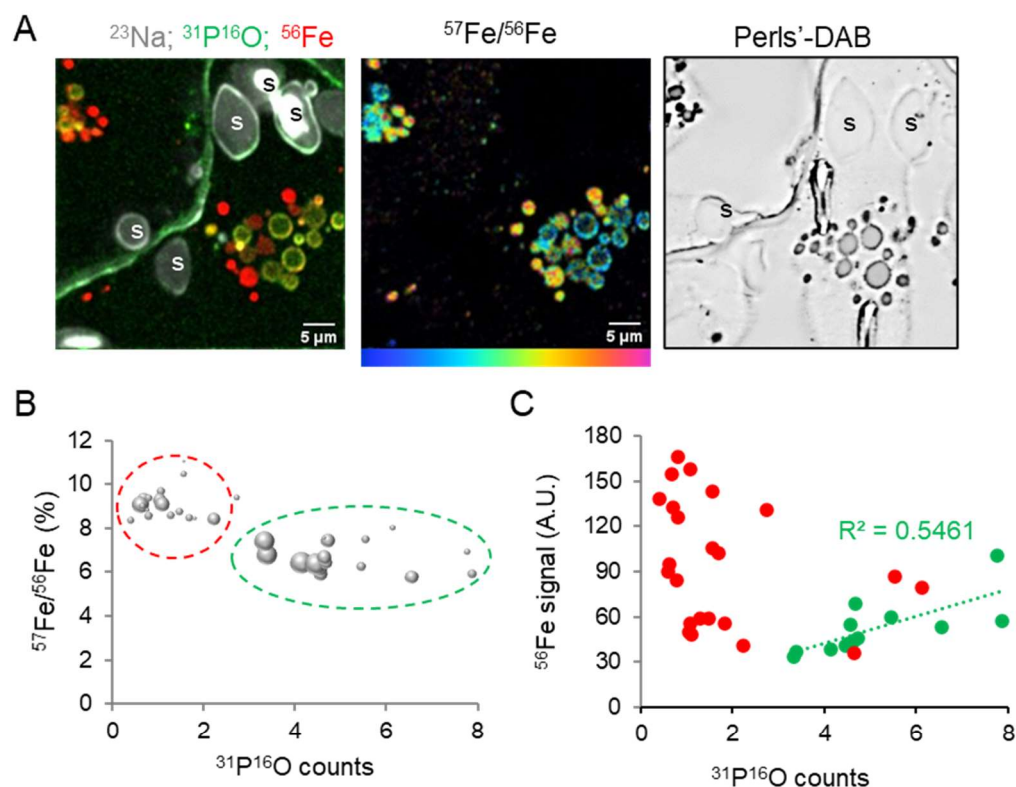 A
²³Na; ³¹P¹⁶O; ⁵⁶Fe
⁵⁷Fe/⁵⁶Fe
Perls’-DAB
S
S
S
S
S
5 µm
5 µm
S
S
S
B
⁵⁷Fe/⁵⁶Fe (%)
12
10
8
6
4
2
0
0 2 4 6 8
³¹P¹⁶O counts
C
⁵⁶Fe signal (A.U.)
180
150
120
90
60
30
0
R² = 0.5461
0 2 4 6 8
³¹P¹⁶O counts